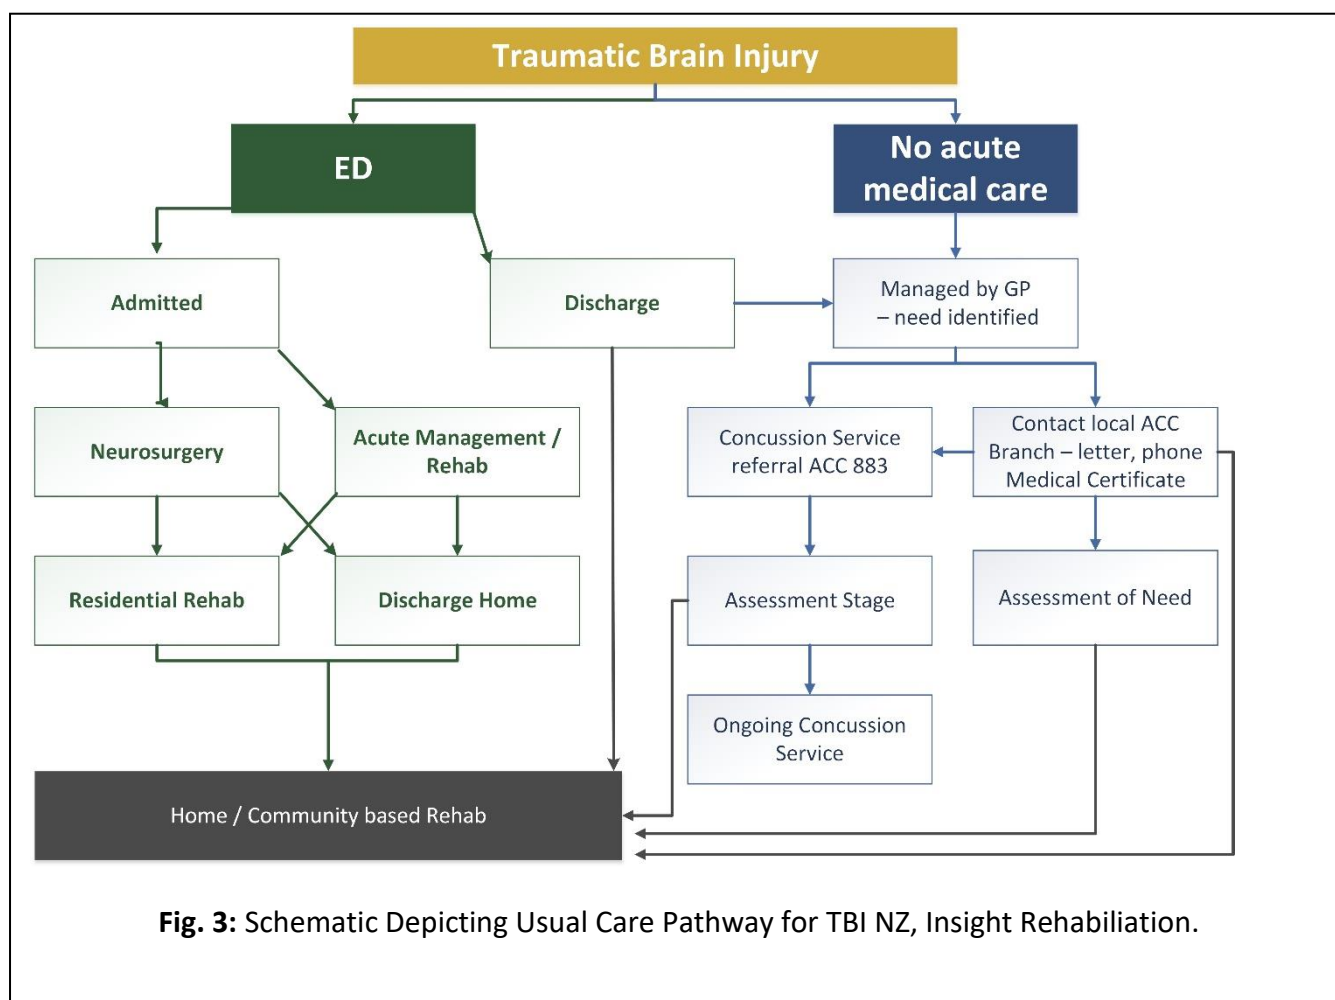 Traumatic Brain Injury
ED
No acute
medical care
Admitted
Discharge
Managed by GP
– need identified
Neurosurgery
Acute Management /
Rehab
Concussion Service
referral ACC 883
Contact local ACC
Branch – letter, phone
Medical Certificate
Residential Rehab
Discharge Home
Assessment Stage
Assessment of Need
Ongoing Concussion
Service
Home / Community based Rehab
Fig. 3: Schematic Depicting Usual Care Pathway for TBI NZ, Insight Rehabiliation.